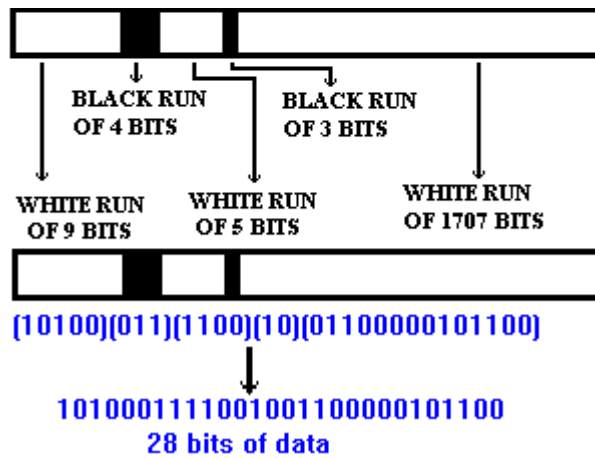 BLACK RUN
OF 4 BITS
BLACK RUN
OF 3 BITS
WHITE RUN
OF 9 BITS
WHITE RUN
OF 5 BITS
WHITE RUN
OF 1707 BITS
(10100)(011)(1100)(10)(01100000101100)
1010001111001001100000101100
28 bits of data